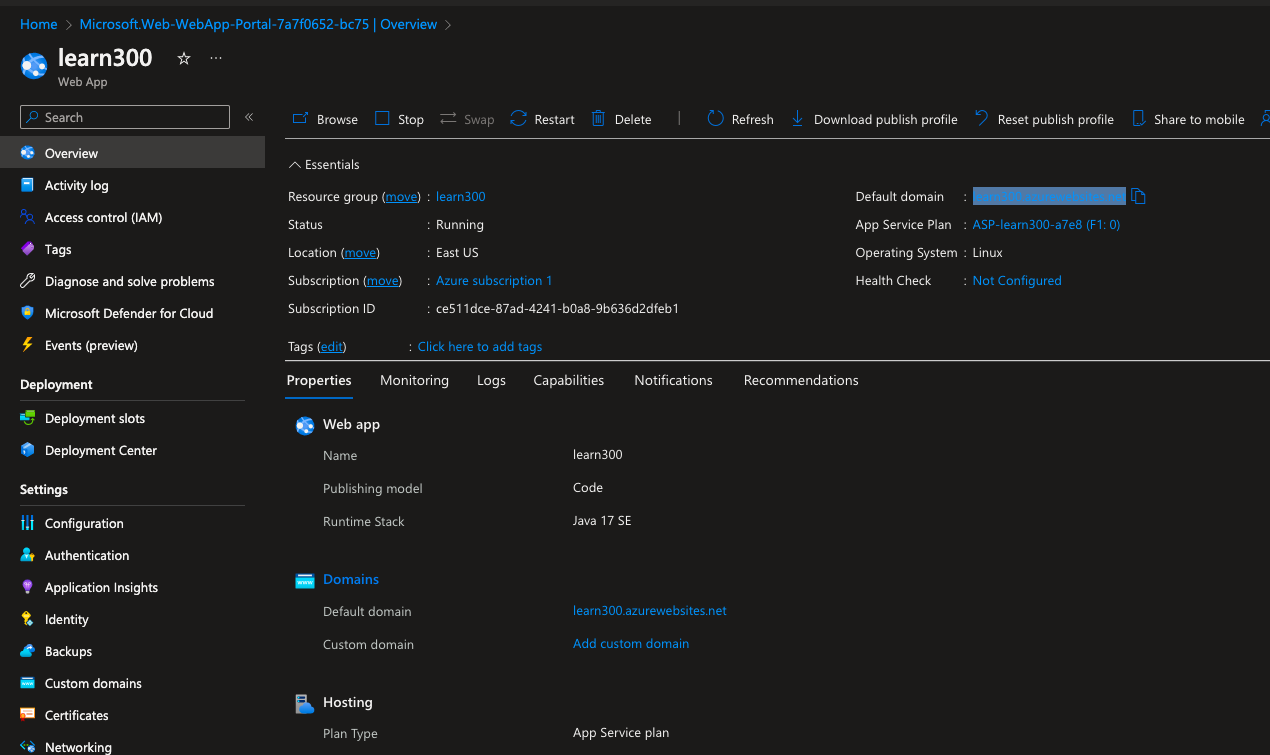 Home > Microsoft.Web-WebApp-Portal-7a7f0652-bc75 | Overview >
learn300
Web App
Search
Browse Stop Swap Restart Delete Refresh Download publish profile Reset publish profile Share to mobile
Overview
Activity log
Access control (IAM)
Tags
Diagnose and solve problems
Microsoft Defender for Cloud
Events (preview)
Deployment
Deployment slots
Deployment Center
Settings
Configuration
Authentication
Application Insights
Identity
Backups
Custom domains
Certificates
Networking
Essentials
Resource group (move) : learn300
Status : Running
Location (move) : East US
Subscription (move) : Azure subscription 1
Subscription ID : ce511dce-87ad-4241-b0a8-9b636d2dfeb1
Tags (edit) : Click here to add tags
Default domain :
App Service Plan : ASP-learn300-a7e8 (F1: 0)
Operating System : Linux
Health Check : Not Configured
Properties Monitoring Logs Capabilities Notifications Recommendations
Web app
Name learn300
Publishing model Code
Runtime Stack Java 17 SE
Domains
Default domain learn300.azurewebsites.net
Custom domain Add custom domain
Hosting
Plan Type App Service plan